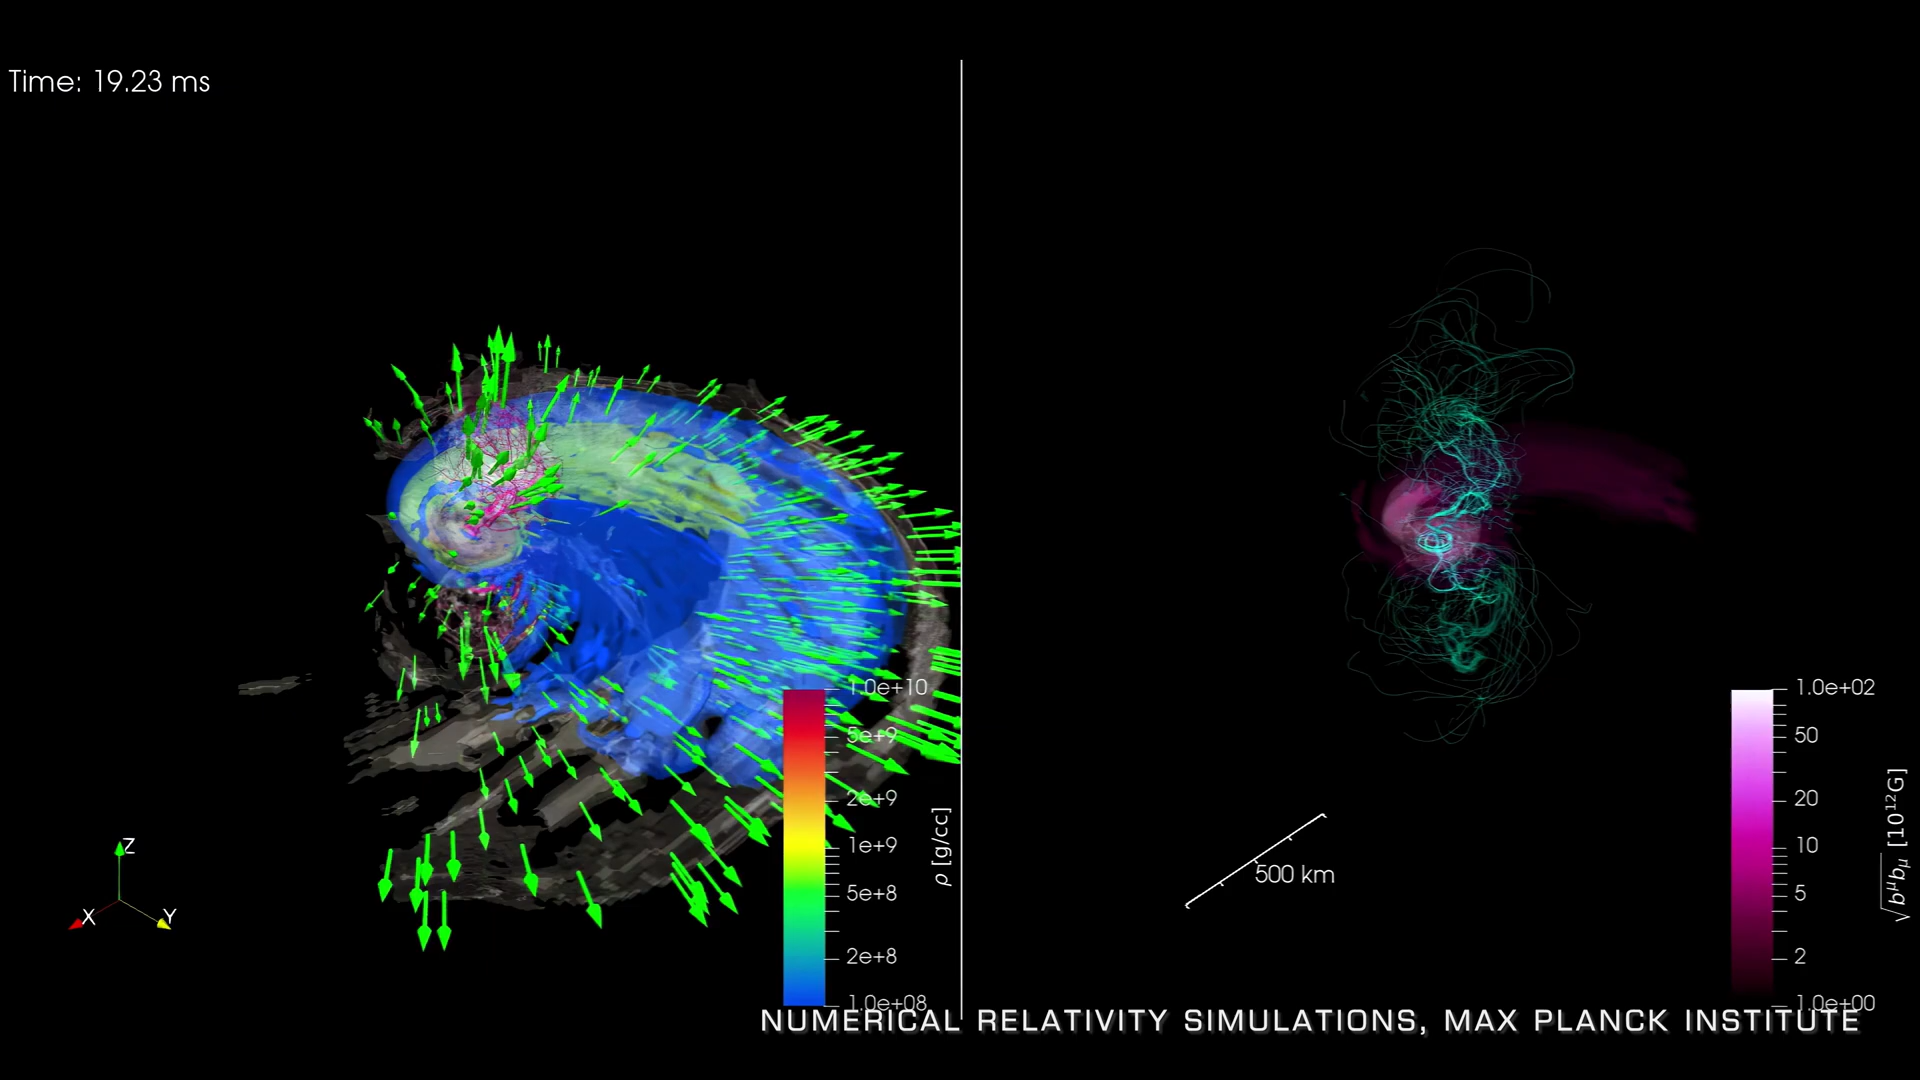 Time: 19.23 ms
1.0e+10
5e+9
2e+9
1e+9
5e+8
2e+8
1.0e+08
ρ [g/cc]
Z
X
Y
500 km
1.0e+02
50
20
10
5
2
1.0e+00
√b^μb_μ [10¹²G]
NUMERICAL RELATIVITY SIMULATIONS, MAX PLANCK INSTITUTE